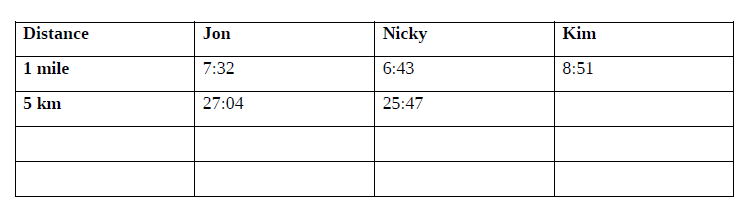 Distance Jon Nicky Kim
1 mile 7:32 6:43 8:51
5 km 27:04 25:47